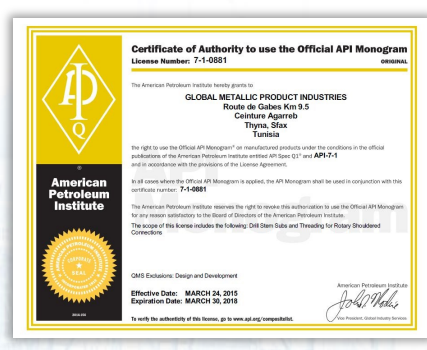 Certificate of Authority to use the Official API Monogram
License Number: 7-1-0881
ORIGINAL
The American Petroleum Institute hereby grants to
GLOBAL METALLIC PRODUCT INDUSTRIES
Route de Gabes Km 9.5
Ceinture Agarreb
Thyna, Sfax
Tunisia
the right to use the Official API Monogram® on manufactured products under the conditions in the official
publications of the American Petroleum Institute entitled API Spec Q1® and API-7-1
and in accordance with the provisions of the License Agreement.
In all cases where the Official API Monogram is applied, the API Monogram shall be used in conjunction with this
certificate number: 7-1-0881
The American Petroleum Institute reserves the right to revoke this authorization to use the Official API Monogram
for any reason satisfactory to the Board of Directors of the American Petroleum Institute.
The scope of this license includes the following: Drill Stem Subs and Threading for Rotary Shouldered
Connections
QMS Exclusions: Design and Development
Effective Date: MARCH 24, 2015
Expiration Date: MARCH 30, 2018
To verify the authenticity of this license, go to www.api.org/compositelist.
American Petroleum Institute
Vice President, Global Industry Services
American
Petroleum
Institute
CORPORATE
SEAL